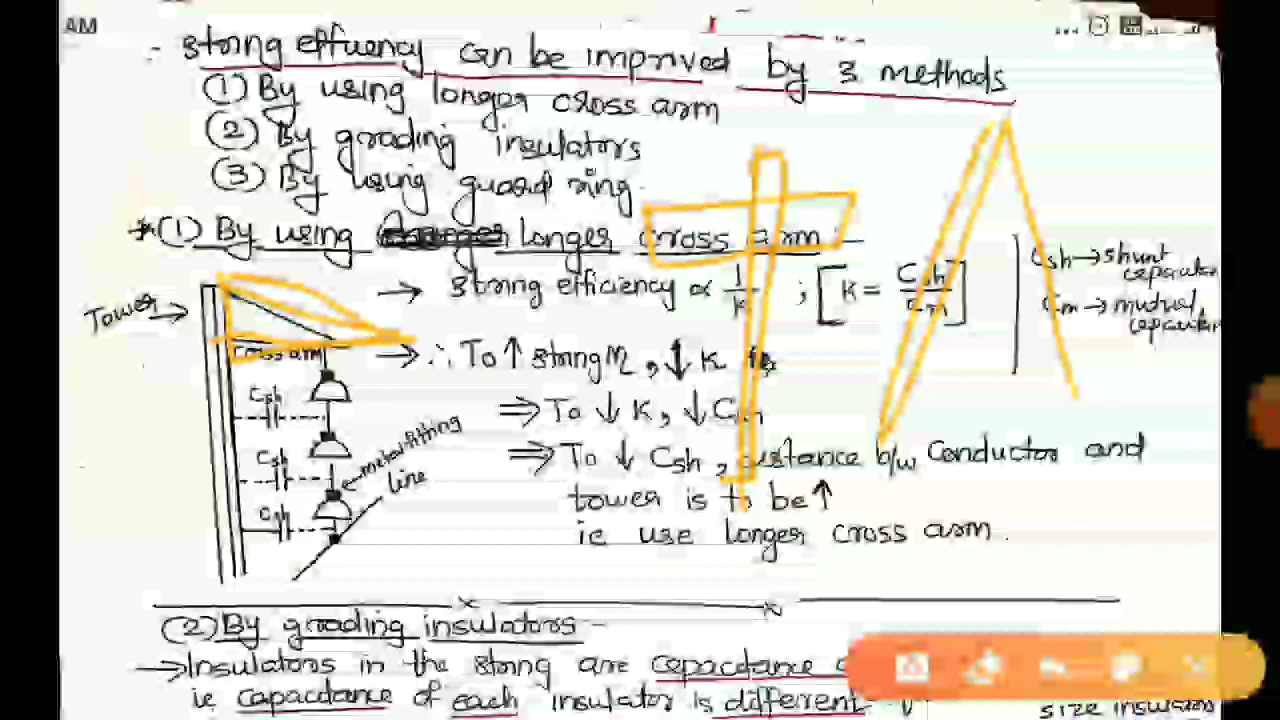 AM
string effuency can be improved by 3 methods
(1) By using longer cross arm
(2) By grading insulators
(3) By using guard ring.
* (1) By using longer cross arm -
→ string efficiency ∝ 1/k ; [K = Csh/Cm]
Csh → shunt
Cm → mutual
Tower →
cross arm
→ ∴ To ↑ string η, ↓ K
Csh
⇒ To ↓ K, ↓ Csh
Csh
metal fitting
⇒ To ↓ Csh, distance b/w Conductor and
line
tower is to be ↑
Csh
ie use longer cross arm.
(2) By grading insulators -
→ Insulators in the string are capacitance
ie capacitance of each insulator is different
size